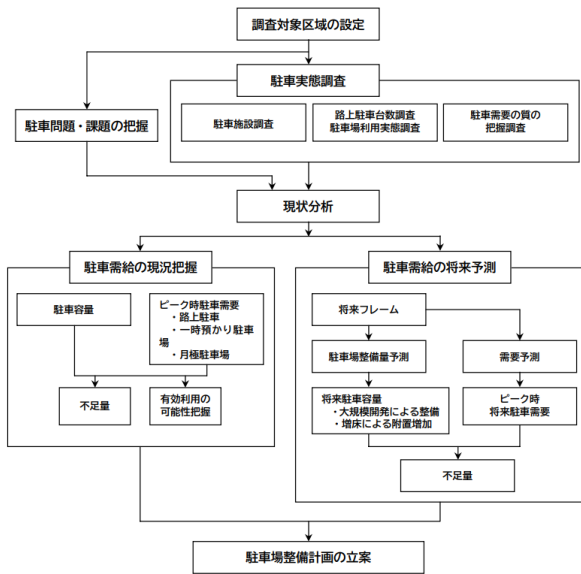 調査対象区域の設定
駐車実態調査
駐車問題・課題の把握
駐車施設調査
路上駐車台数調査
駐車場利用実態調査
駐車需要の質の
把握調査
現状分析
駐車需給の現況把握
駐車需給の将来予測
駐車容量
ピーク時駐車需要
・路上駐車
・一時預かり駐車
場
・月極駐車場
不足量
有効利用の
可能性把握
将来フレーム
駐車場整備量予測
需要予測
将来駐車容量
・大規模開発による整備
・増床による附置増加
ピーク時
将来駐車需要
不足量
駐車場整備計画の立案